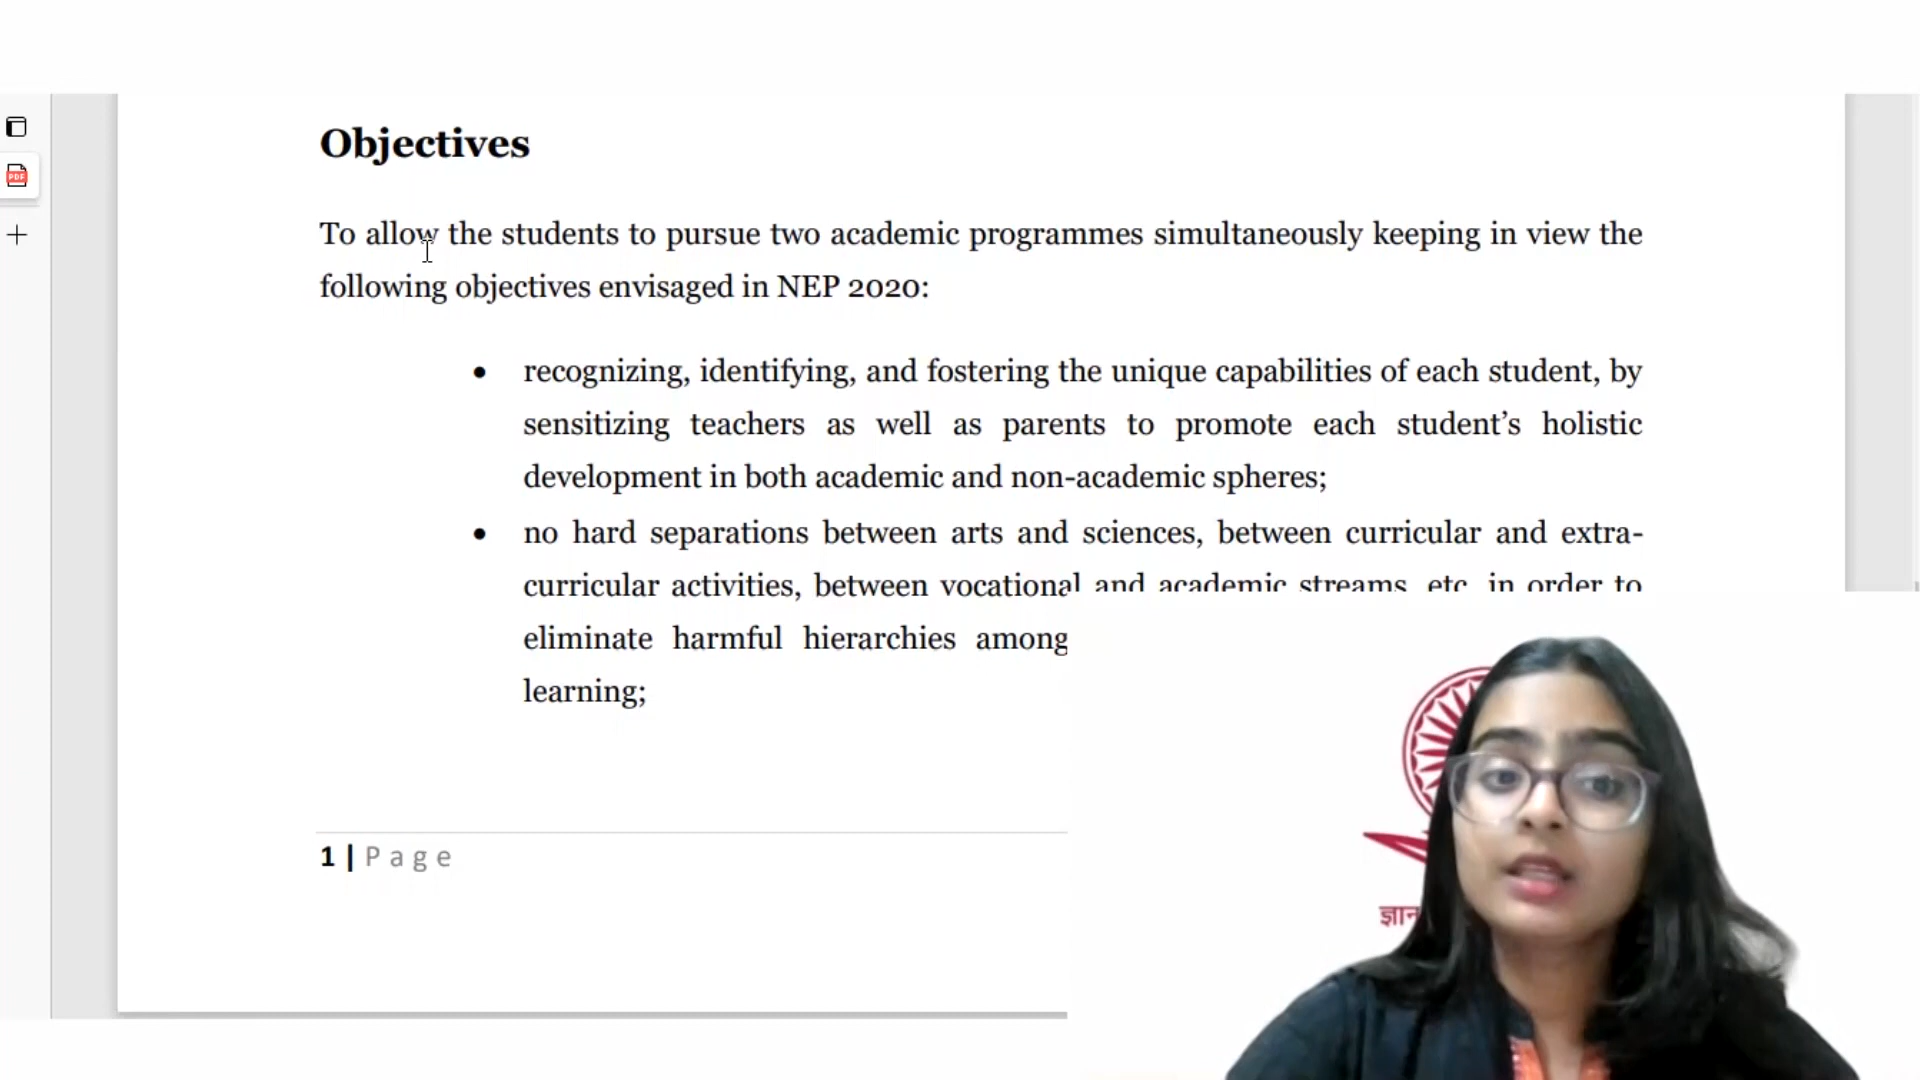 Objectives
To allow the students to pursue two academic programmes simultaneously keeping in view the
following objectives envisaged in NEP 2020:
• recognizing, identifying, and fostering the unique capabilities of each student, by
sensitizing teachers as well as parents to promote each student’s holistic
development in both academic and non-academic spheres;
• no hard separations between arts and sciences, between curricular and extra-
curricular activities, between vocational and academic streams, etc. in order to
eliminate harmful hierarchies among
learning;
1 | Page
PDF
ज्ञान